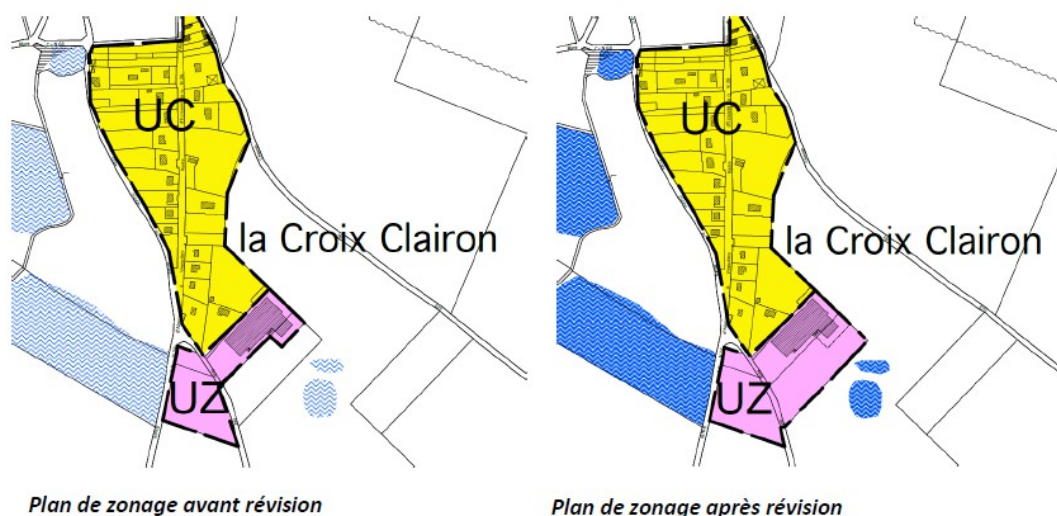 UC
la Croix Clairon
UZ
Plan de zonage avant révision
UC
la Croix Clairon
UZ
Plan de zonage après révision